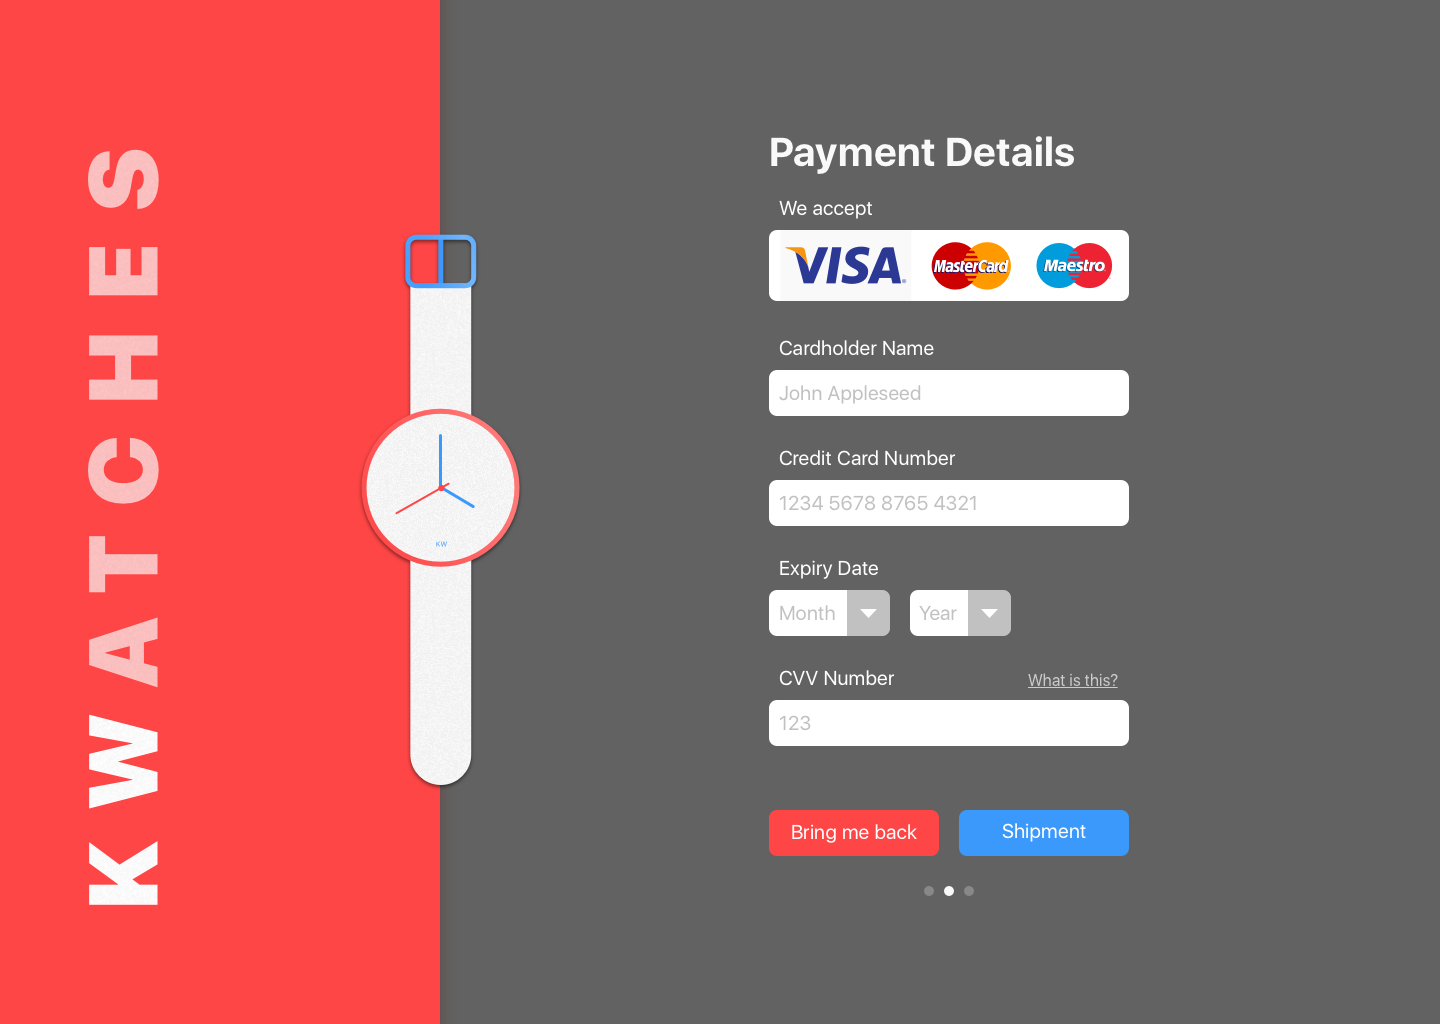 KWATCHES
KW
Payment Details
We accept
VISA MasterCard Maestro
Cardholder Name
John Appleseed
Credit Card Number
1234 5678 8765 4321
Expiry Date
Month Year
CVV Number What is this?
123
Bring me back Shipment